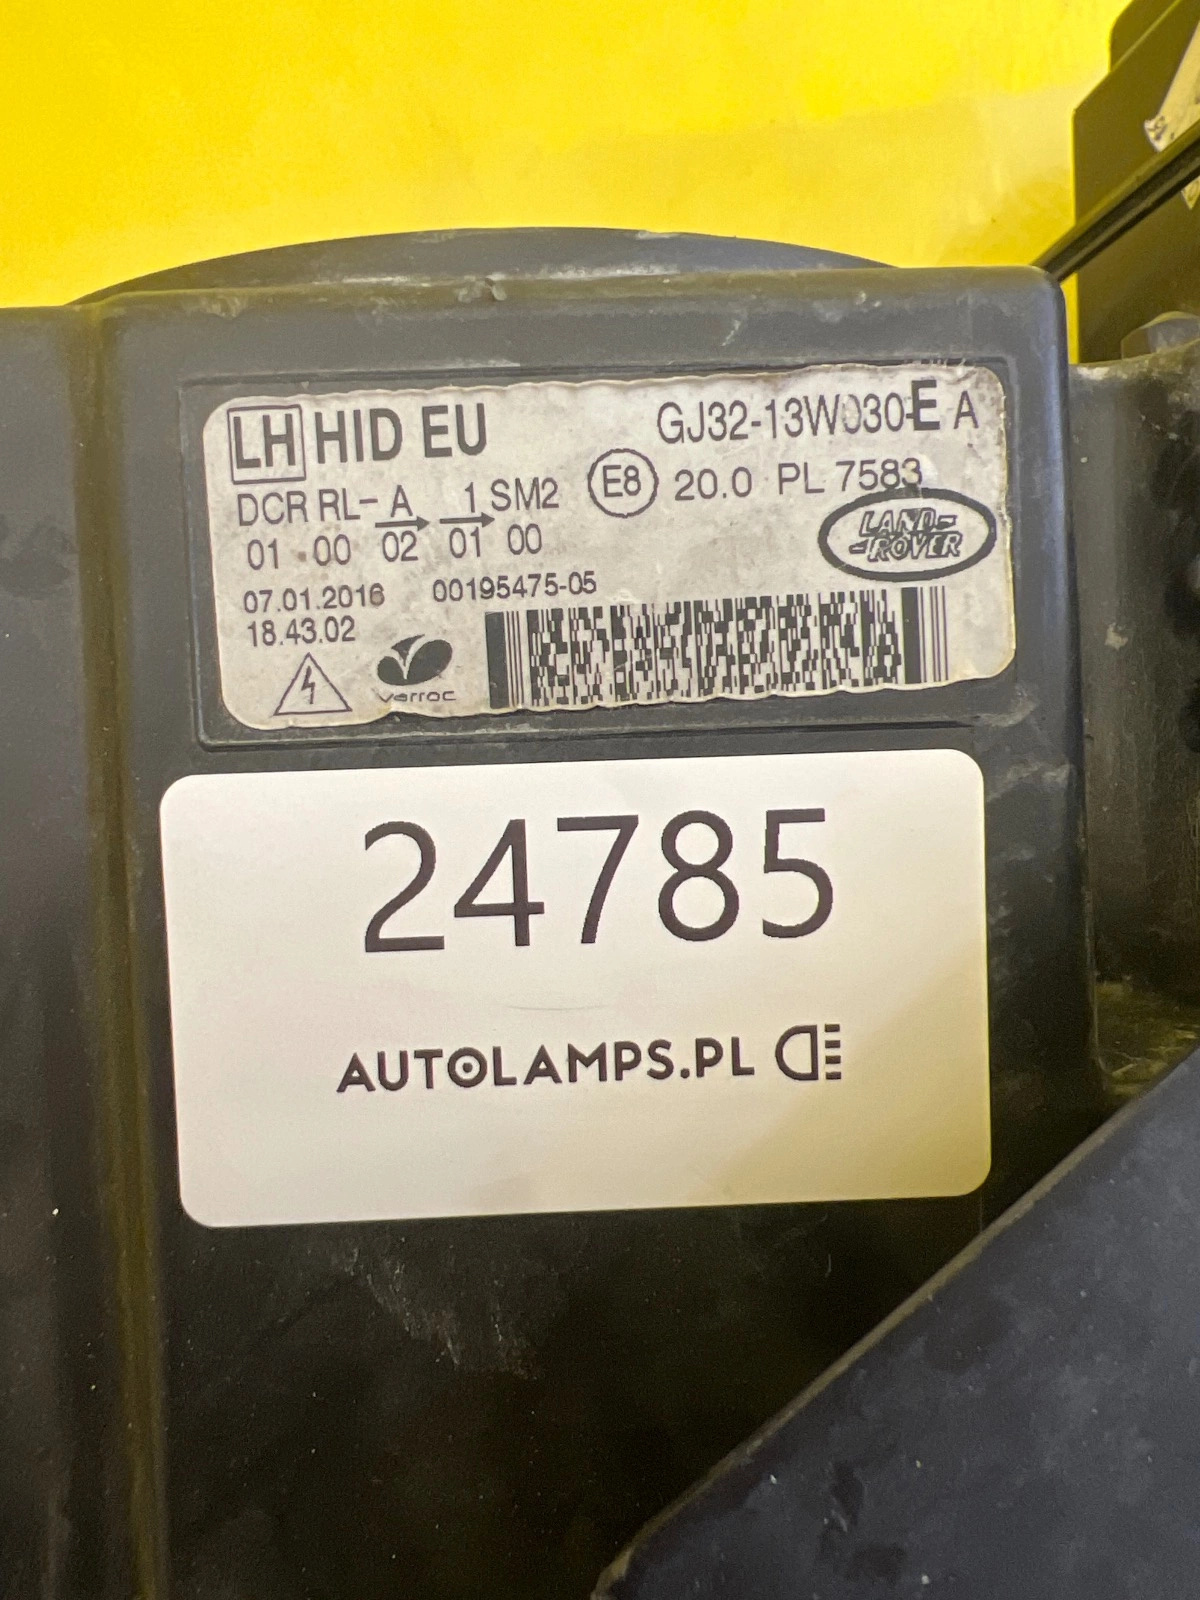 LH HID EU GJ32-13W030-E A
DCR RL- A 1 SM2 E8 20.0 PL 7583
01 00 02 01 00 LAND-
-ROVER
07.01.2016 00195475-05
18.43.02
varroc
24785
AUTOLAMPS.PL